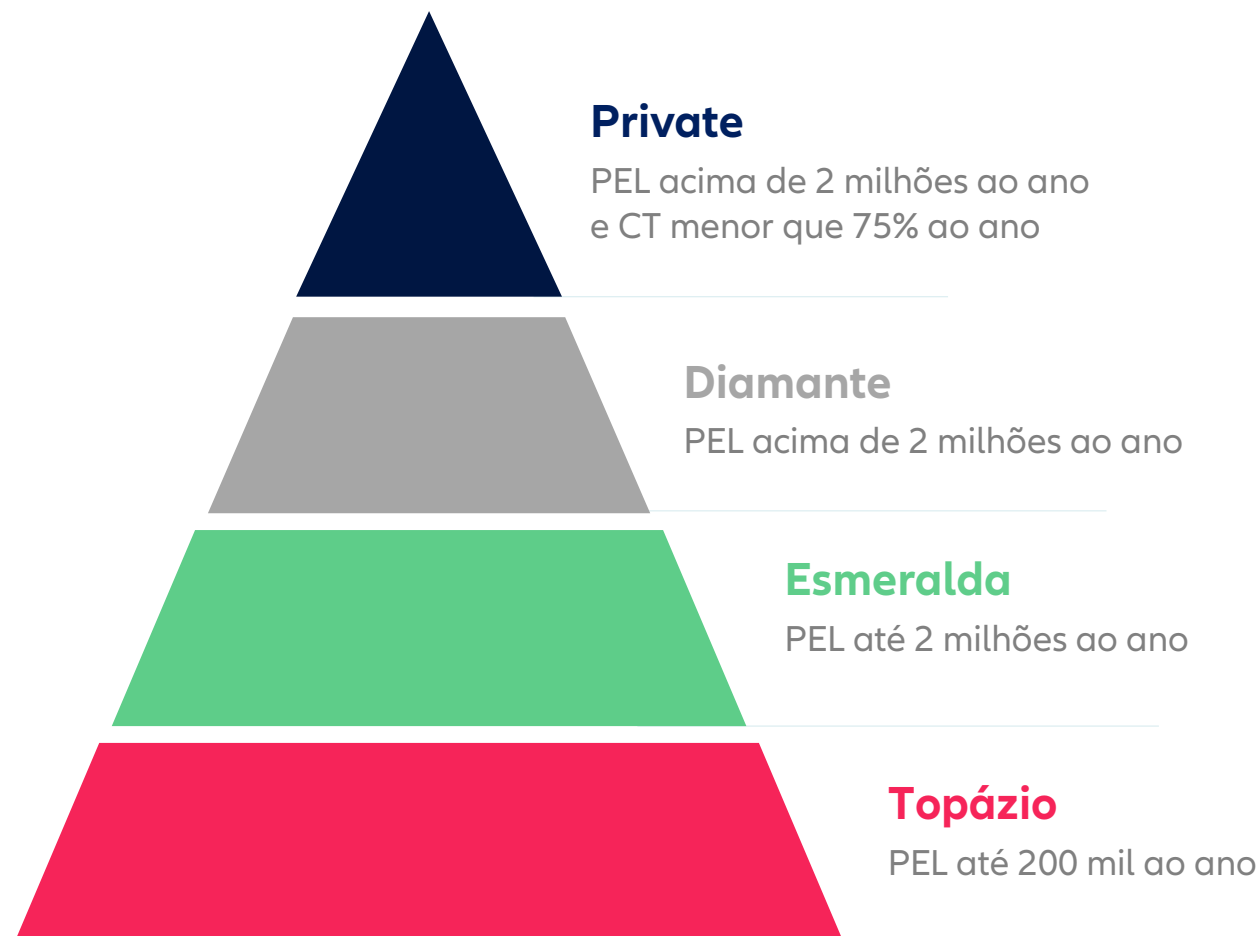 Private
PEL acima de 2 milhões ao ano
e CT menor que 75% ao ano
Diamante
PEL acima de 2 milhões ao ano
Esmeralda
PEL até 2 milhões ao ano
Topázio
PEL até 200 mil ao ano